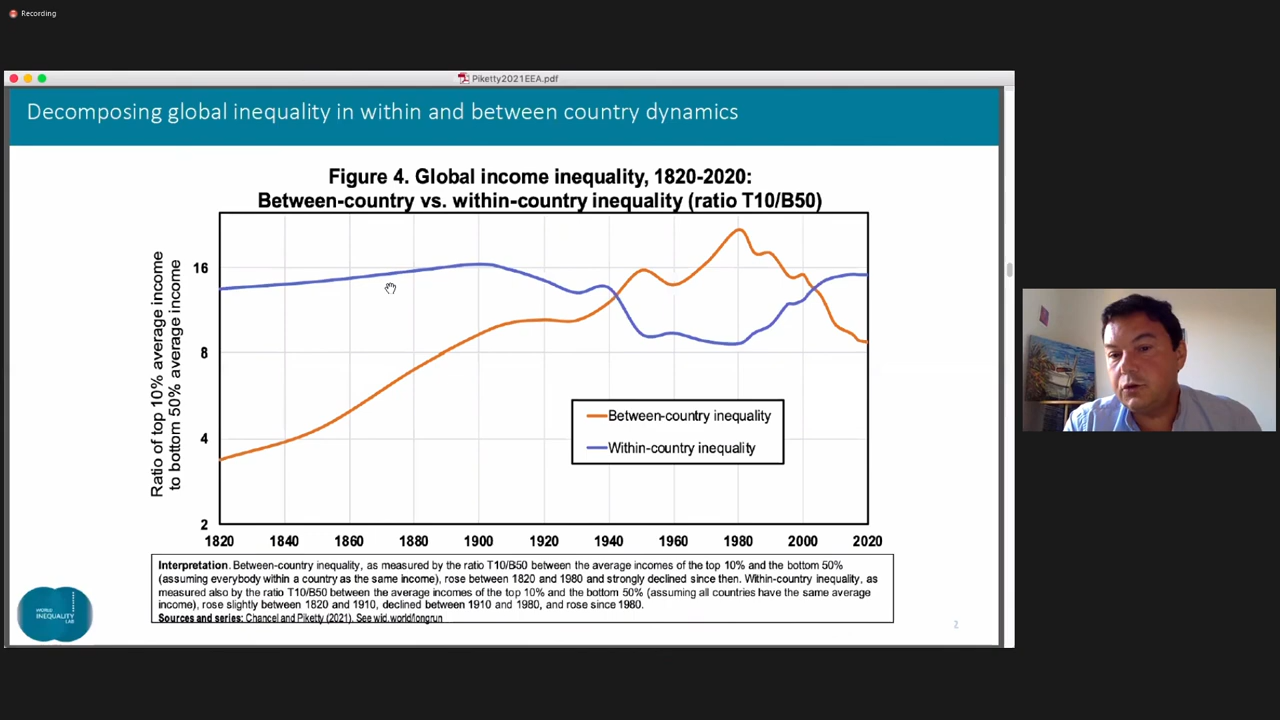 Recording
Piketty2021EEA.pdf
Decomposing global inequality in within and between country dynamics
Figure 4. Global income inequality, 1820-2020:
Between-country vs. within-country inequality (ratio T10/B50)
Ratio of top 10% average income
to bottom 50% average income
16
8
4
2
Between-country inequality
Within-country inequality
1820 1840 1860 1880 1900 1920 1940 1960 1980 2000 2020
Interpretation. Between-country inequality, as measured by the ratio T10/B50 between the average incomes of the top 10% and the bottom 50%
(assuming everybody within a country as the same income), rose between 1820 and 1980 and strongly declined since then. Within-country inequality, as
measured also by the ratio T10/B50 between the average incomes of the top 10% and the bottom 50% (assuming all countries have the same average
income), rose slightly between 1820 and 1910, declined between 1910 and 1980, and rose since 1980.
Sources and series: Chancel and Piketty (2021). See wid.world/longrun
WORLD
INEQUALITY
LAB
2